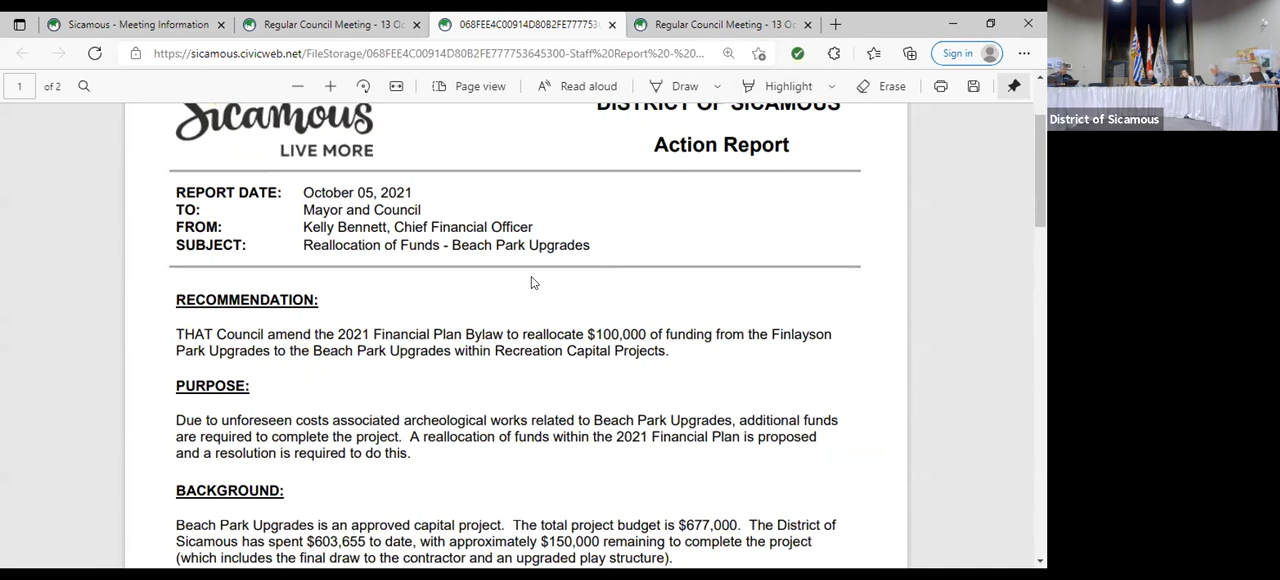 Sicamous - Meeting Information
Regular Council Meeting - 13 Oc
068FEE4C00914D80B2FE777753
Regular Council Meeting - 13 Oc
https://sicamous.civicweb.net/FileStorage/068FEE4C00914D80B2FE777753645300-Staff%20Report%20-%20...
Sign in
1 of 2
Page view
Read aloud
Draw
Highlight
Erase
District of Sicamous
Sicamous
LIVE MORE
DISTRICT OF SICAMOUS
Action Report
REPORT DATE: October 05, 2021
TO: Mayor and Council
FROM: Kelly Bennett, Chief Financial Officer
SUBJECT: Reallocation of Funds - Beach Park Upgrades
RECOMMENDATION:
THAT Council amend the 2021 Financial Plan Bylaw to reallocate $100,000 of funding from the Finlayson
Park Upgrades to the Beach Park Upgrades within Recreation Capital Projects.
PURPOSE:
Due to unforeseen costs associated archeological works related to Beach Park Upgrades, additional funds
are required to complete the project.  A reallocation of funds within the 2021 Financial Plan is proposed
and a resolution is required to do this.
BACKGROUND:
Beach Park Upgrades is an approved capital project.  The total project budget is $677,000.  The District of
Sicamous has spent $603,655 to date, with approximately $150,000 remaining to complete the project
(which includes the final draw to the contractor and an upgraded play structure).